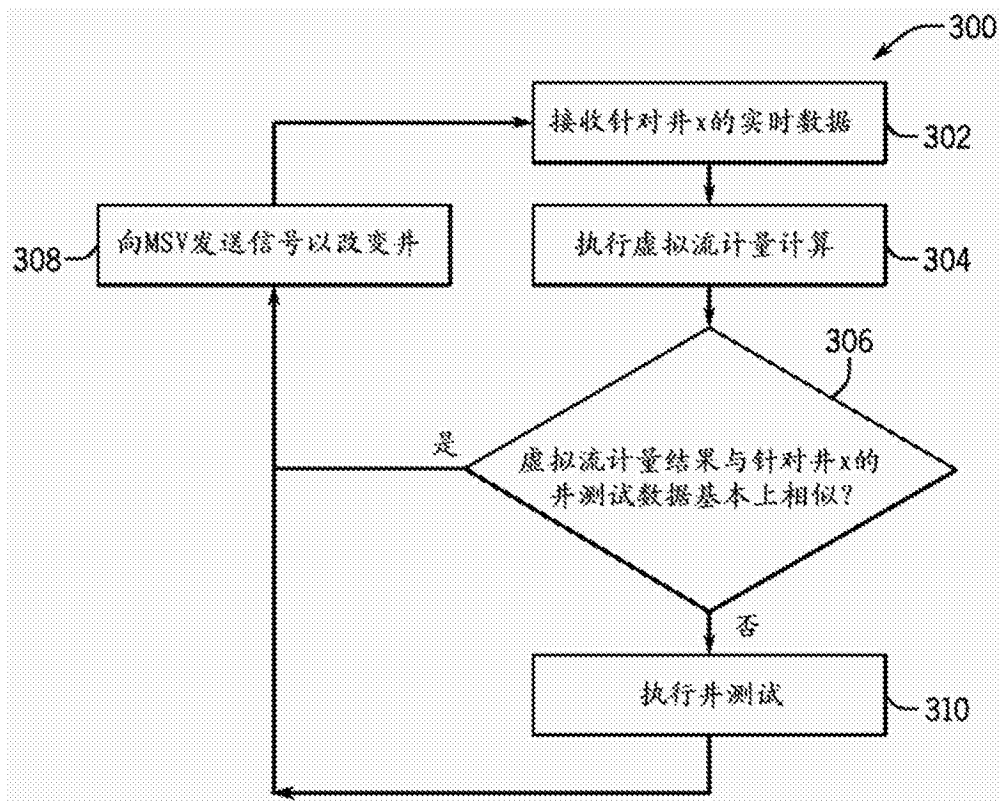 300
接收针对井x的实时数据
302
向MSV发送信号以改变井
308
执行虚拟流计量计算
304
306
是
虚拟流计量结果与针对井x的
井测试数据基本上相似?
否
执行井测试
310